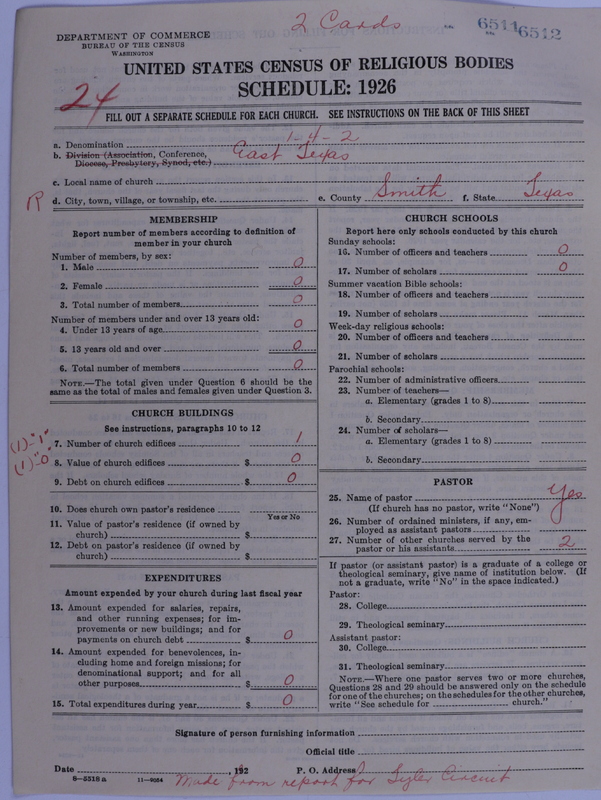 2 Cards
6511
6512
DEPARTMENT OF COMMERCE
BUREAU OF THE CENSUS
WASHINGTON
UNITED STATES CENSUS OF RELIGIOUS BODIES
SCHEDULE: 1926
24
FILL OUT A SEPARATE SCHEDULE FOR EACH CHURCH. SEE INSTRUCTIONS ON THE BACK OF THIS SHEET
a. Denomination 1-4-2
b. Division (Association, Conference, East Texas
Diocese, Presbytery, Synod, etc.)
c. Local name of church
R d. City, town, village, or township, etc. e. County Smith f. State Texas
MEMBERSHIP
Report number of members according to definition of
member in your church
Number of members, by sex:
1. Male 0
2. Female 0
3. Total number of members 0
Number of members under and over 13 years old:
4. Under 13 years of age 0
5. 13 years old and over 0
6. Total number of members 0
NOTE.—The total given under Question 6 should be the
same as the total of males and females given under Question 3.
CHURCH BUILDINGS
See instructions, paragraphs 10 to 12
(1)-"1" 7. Number of church edifices 1
(1)-"0" 8. Value of church edifices $ 0
9. Debt on church edifices $ 0
10. Does church own pastor's residence
Yes or No
11. Value of pastor's residence (if owned by
church) $
12. Debt on pastor's residence (if owned by
church) $
EXPENDITURES
Amount expended by your church during last fiscal year
13. Amount expended for salaries, repairs,
and other running expenses; for im-
provements or new buildings; and for
payments on church debt $ 0
14. Amount expended for benevolences, in-
cluding home and foreign missions; for
denominational support; and for all
other purposes $ 0
15. Total expenditures during year $ 0
CHURCH SCHOOLS
Report here only schools conducted by this church
Sunday schools:
16. Number of officers and teachers 0
17. Number of scholars 0
Summer vacation Bible schools:
18. Number of officers and teachers
19. Number of scholars
Week-day religious schools:
20. Number of officers and teachers
21. Number of scholars
Parochial schools:
22. Number of administrative officers
23. Number of teachers—
a. Elementary (grades 1 to 8)
b. Secondary
24. Number of scholars—
a. Elementary (grades 1 to 8)
b. Secondary
PASTOR
25. Name of pastor Yes
(If church has no pastor, write "None")
26. Number of ordained ministers, if any, em-
ployed as assistant pastors
27. Number of other churches served by the
pastor or his assistants 2
If pastor (or assistant pastor) is a graduate of a college or
theological seminary, give name of institution below. (If
not a graduate, write "No" in the space indicated.)
Pastor:
28. College
29. Theological seminary
Assistant pastor:
30. College
31. Theological seminary
NOTE.—Where one pastor serves two or more churches,
Questions 28 and 29 should be answered only on the schedule
for one of the churches; on the schedules for the other churches,
write "See schedule for church."
Signature of person furnishing information
Official title
Date , 192 P. O. Address
8-5318 a 11-9064 Made from report for Tyler Circuit